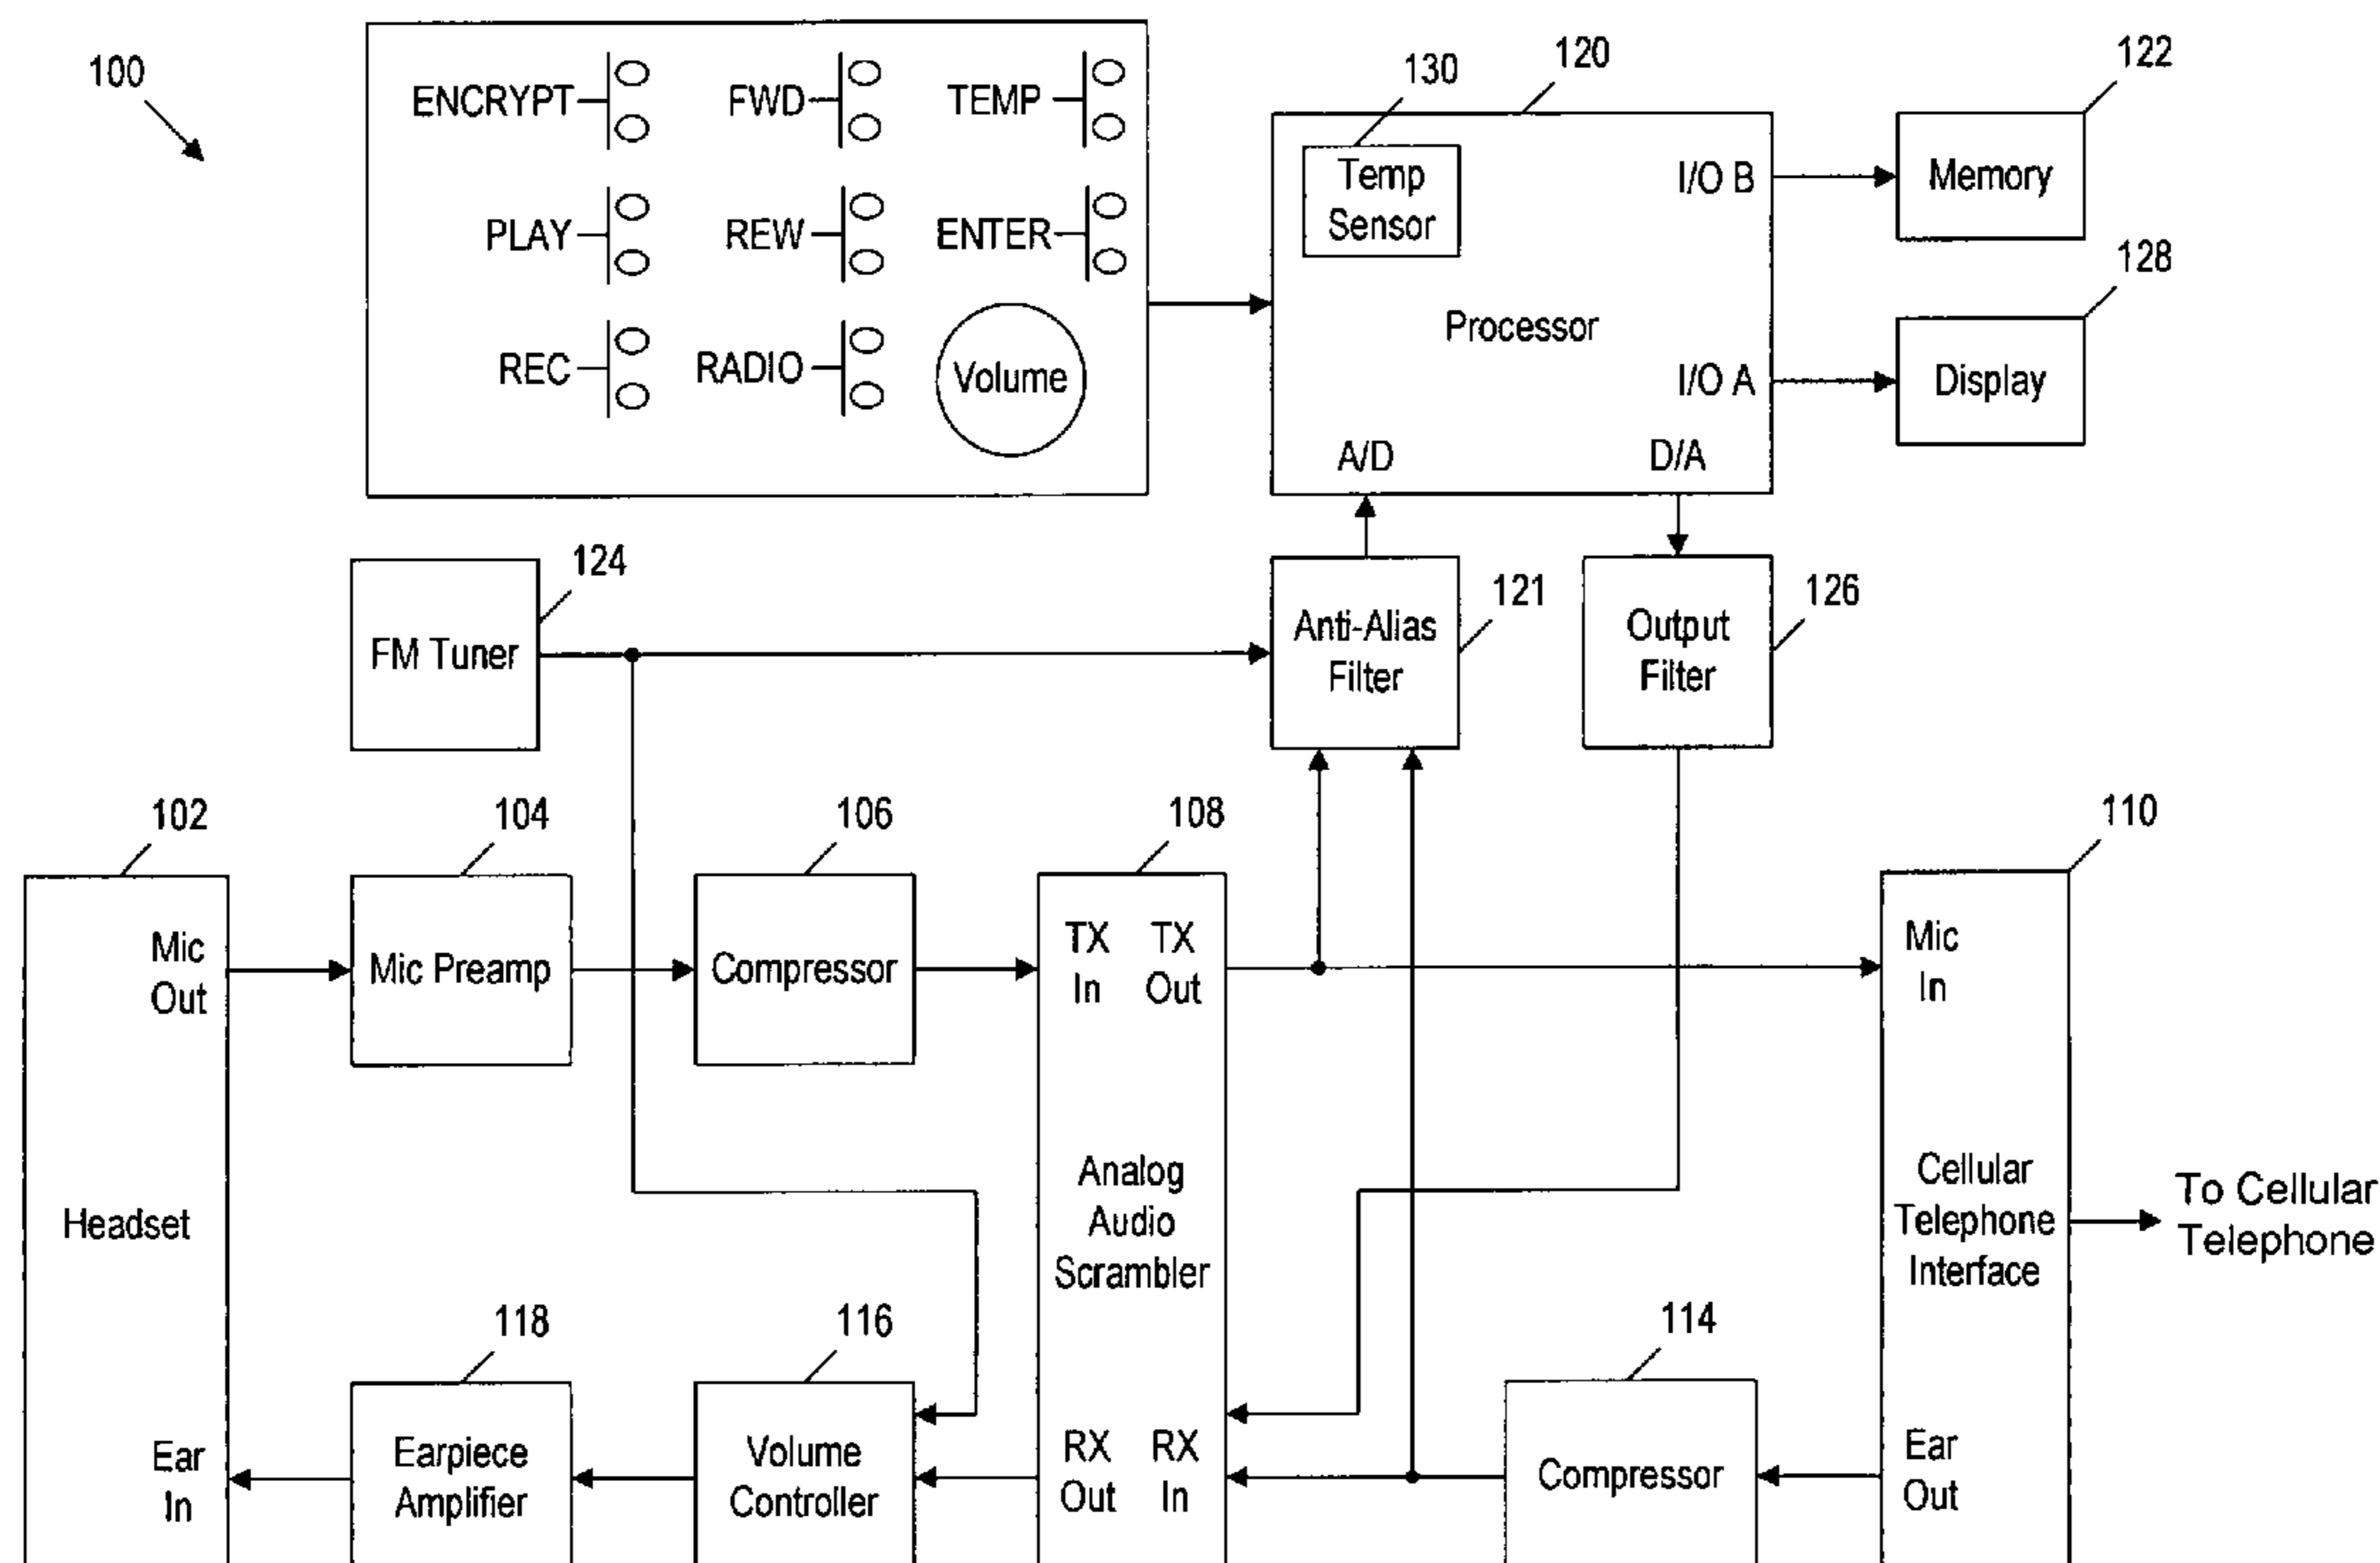 100
ENCRYPT
FWD
TEMP
PLAY
REW
ENTER
REC
RADIO
Volume
130
120
122
Temp
Sensor
I/O B
Memory
128
Processor
I/O A
Display
A/D
D/A
124
FM Tuner
121
Anti-Alias
Filter
126
Output
Filter
102
104
106
108
110
Mic
Out
Mic Preamp
Compressor
TX
In
TX
Out
Mic
In
Headset
Analog
Audio
Scrambler
Cellular
Telephone
Interface
To Cellular
Telephone
118
116
114
Ear
In
Earpiece
Amplifier
Volume
Controller
RX
Out
RX
In
Compressor
Ear
Out